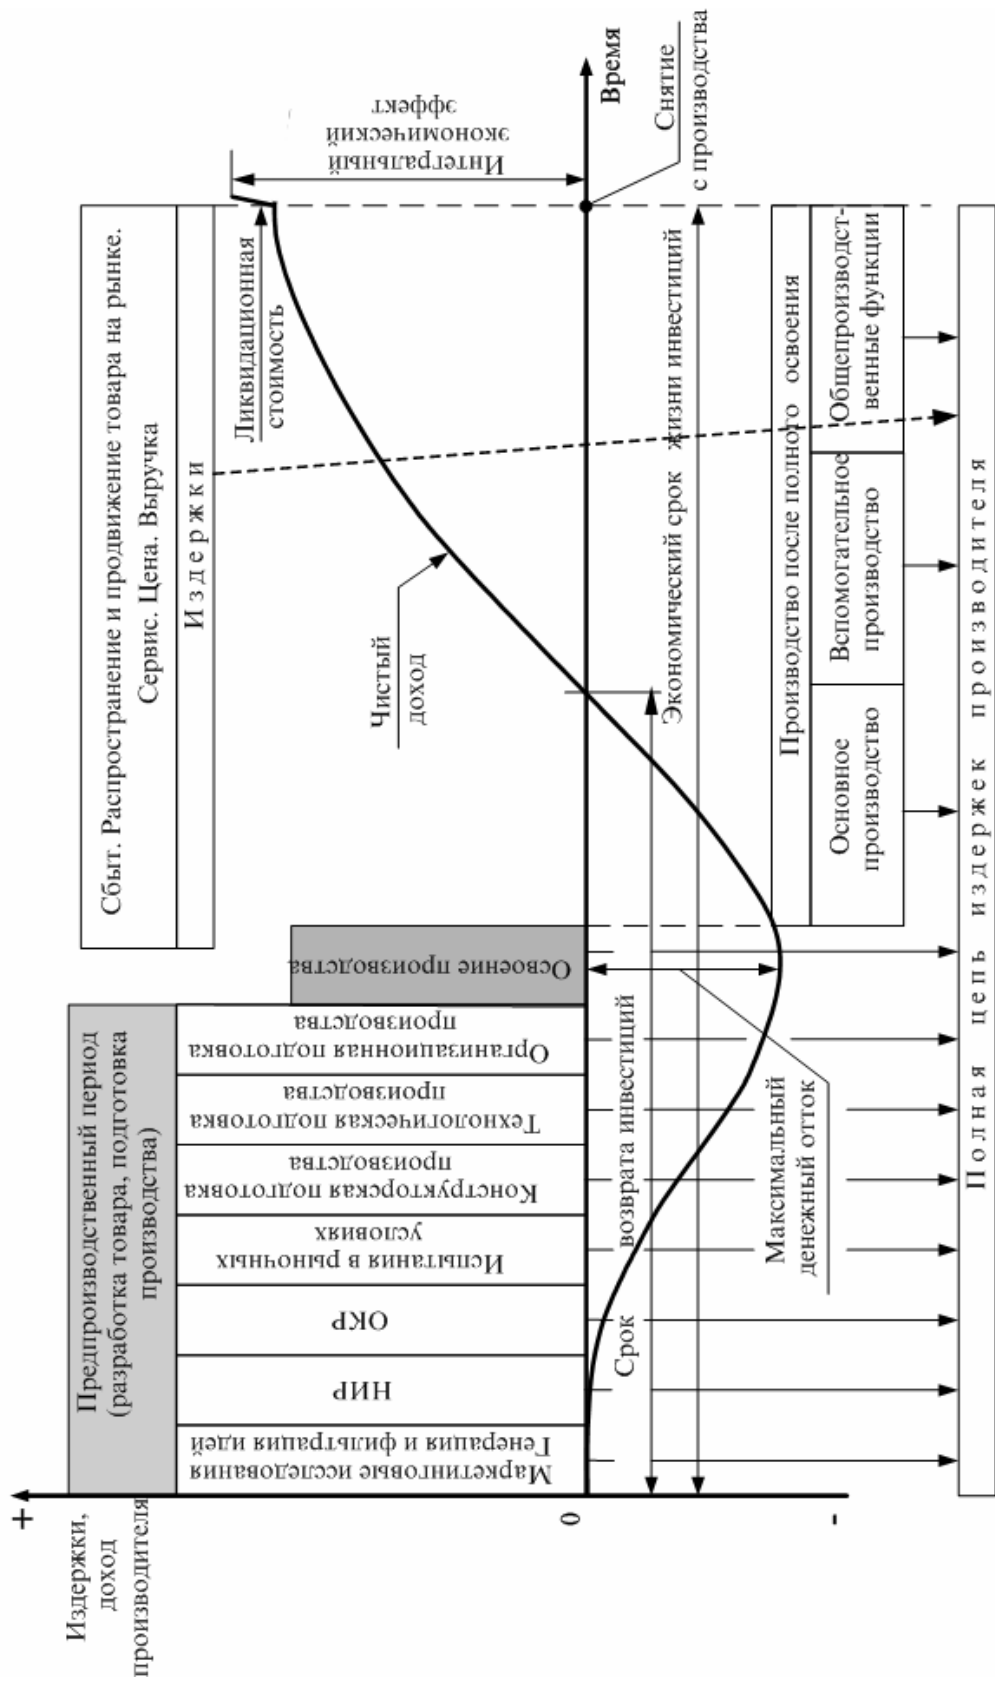 Издержки,
доход
производителя
+
0
-
Предпроизводственный период
(разработка товара, подготовка
производства)
Маркетинговые исследования
Генерация и фильтрация идей
НИР
ОКР
Испытания в рыночных
условиях
Конструкторская подготовка
производства
Технологическая подготовка
производства
Организационная подготовка
производства
Освоение производства
Сбыт. Распространение и продвижение товара на рынке.
Сервис. Цена. Выручка
Издержки
Чистый
доход
Ликвидационная
стоимость
Интегральный
экономический
эффект
Время
Снятие
с производства
Срок возврата инвестиций
Экономический срок жизни инвестиций
Максимальный
денежный отток
Производство после полного освоения
Основное
производство
Вспомогательное
производство
Общепроизводст-
венные функции
Полная цепь издержек производителя